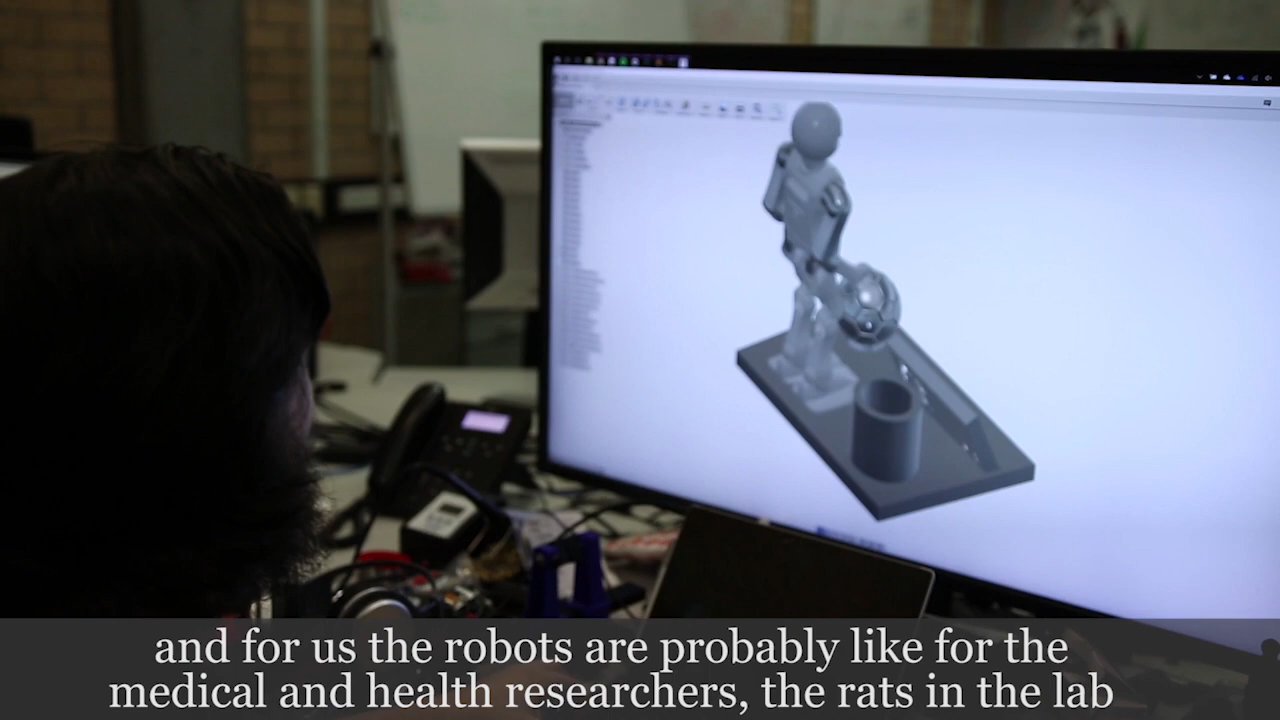 and for us the robots are probably like for the
medical and health researchers, the rats in the lab